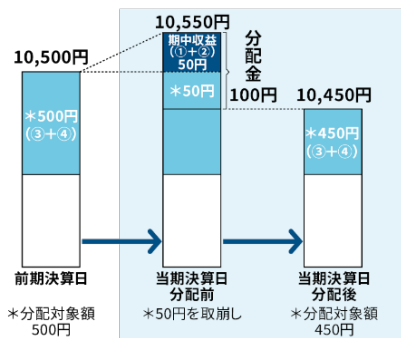 10,550円
10,500円
期中収益
(①+②)
50円
分配金
＊50円
100円
10,450円
＊500円
(③+④)
＊450円
(③+④)
前期決算日
当期決算日
分配前
当期決算日
分配後
＊分配対象額
500円
＊50円を取崩し
＊分配対象額
450円